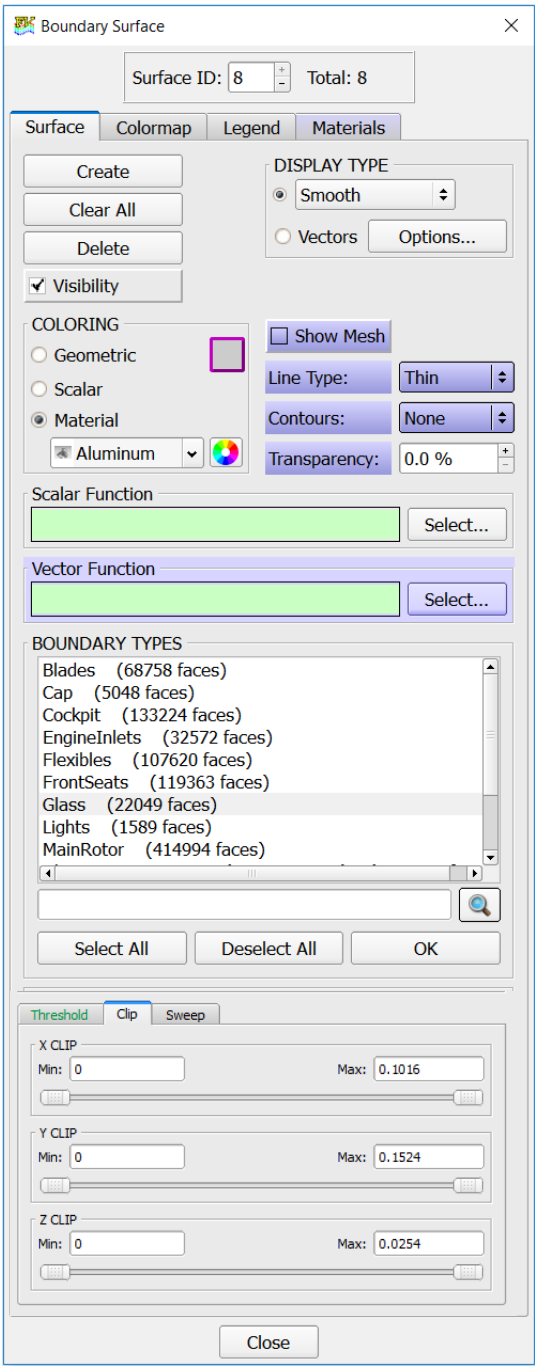 FK Boundary Surface
Surface ID: 8 Total: 8
Surface Colormap Legend Materials
Create
Clear All
Delete
Visibility
DISPLAY TYPE
Smooth
Vectors Options...
COLORING
Geometric
Scalar
Material
Aluminum
Show Mesh
Line Type: Thin
Contours: None
Transparency: 0.0 %
Scalar Function
Select...
Vector Function
Select...
BOUNDARY TYPES
Blades (68758 faces)
Cap (5048 faces)
Cockpit (133224 faces)
EngineInlets (32572 faces)
Flexibles (107620 faces)
FrontSeats (119363 faces)
Glass (22049 faces)
Lights (1589 faces)
MainRotor (414994 faces)
Select All Deselect All OK
Threshold Clip Sweep
X CLIP
Min: 0 Max: 0.1016
Y CLIP
Min: 0 Max: 0.1524
Z CLIP
Min: 0 Max: 0.0254
Close